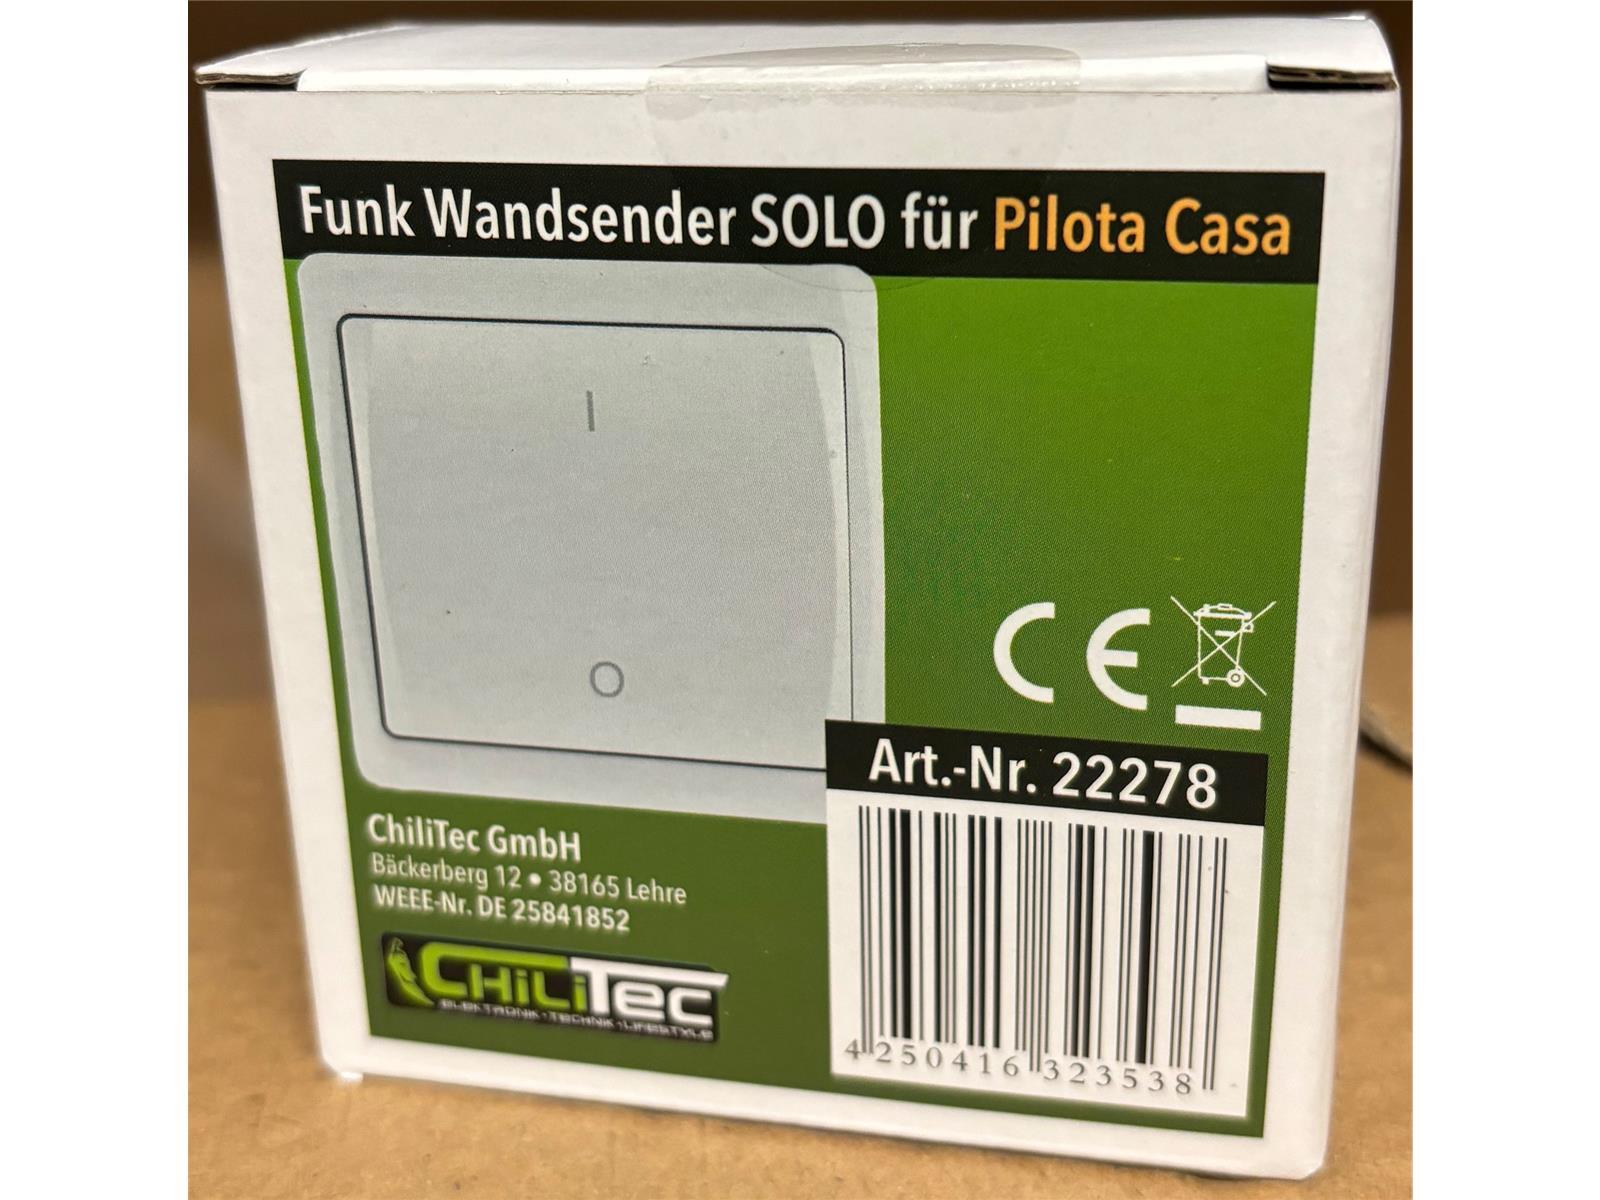 Funk Wandsender SOLO für Pilota Casa
CE
Art.-Nr. 22278
ChiliTec GmbH
Bäckerberg 12 • 38165 Lehre
WEEE-Nr. DE 25841852
CHiLiTEC
ELEKTRONIK · TECHNIK · LIFESTYLE
4 250416 323538